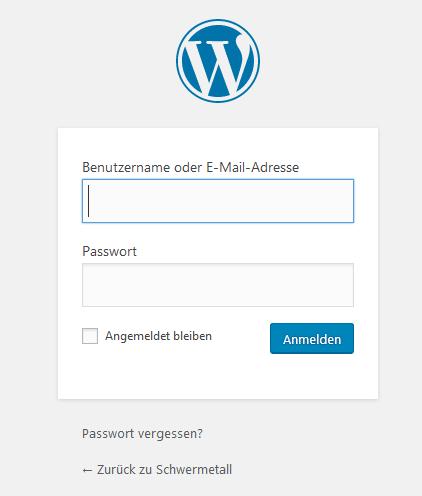 Benutzername oder E-Mail-Adresse
Passwort
Angemeldet bleiben
Anmelden
Passwort vergessen?
← Zurück zu Schwermetall